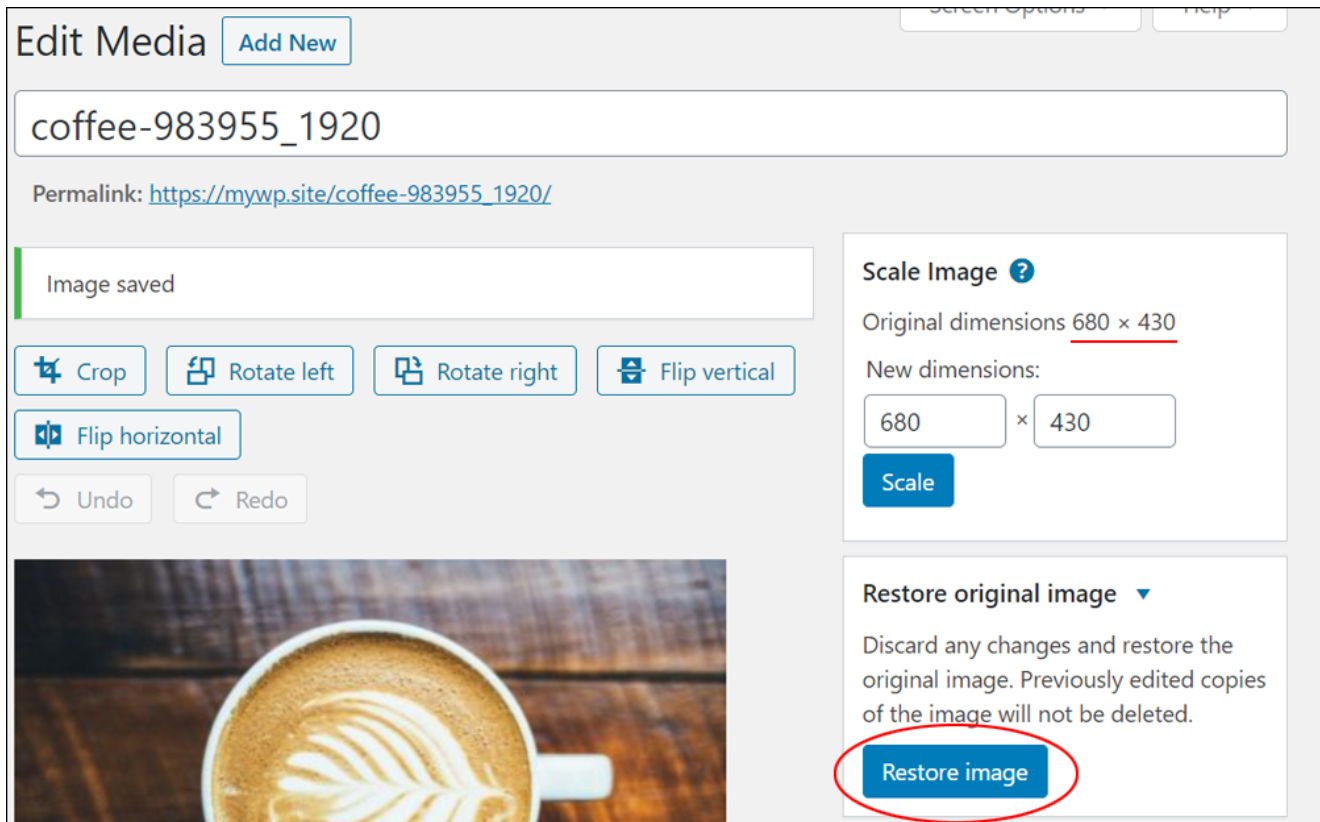 Screen Options Help
Edit Media Add New
coffee-983955_1920
Permalink: https://mywp.site/coffee-983955_1920/
Image saved
Crop Rotate left Rotate right Flip vertical
Flip horizontal
Undo Redo
Scale Image ?
Original dimensions 680 × 430
New dimensions:
680 × 430
Scale
Restore original image
Discard any changes and restore the
original image. Previously edited copies
of the image will not be deleted.
Restore image